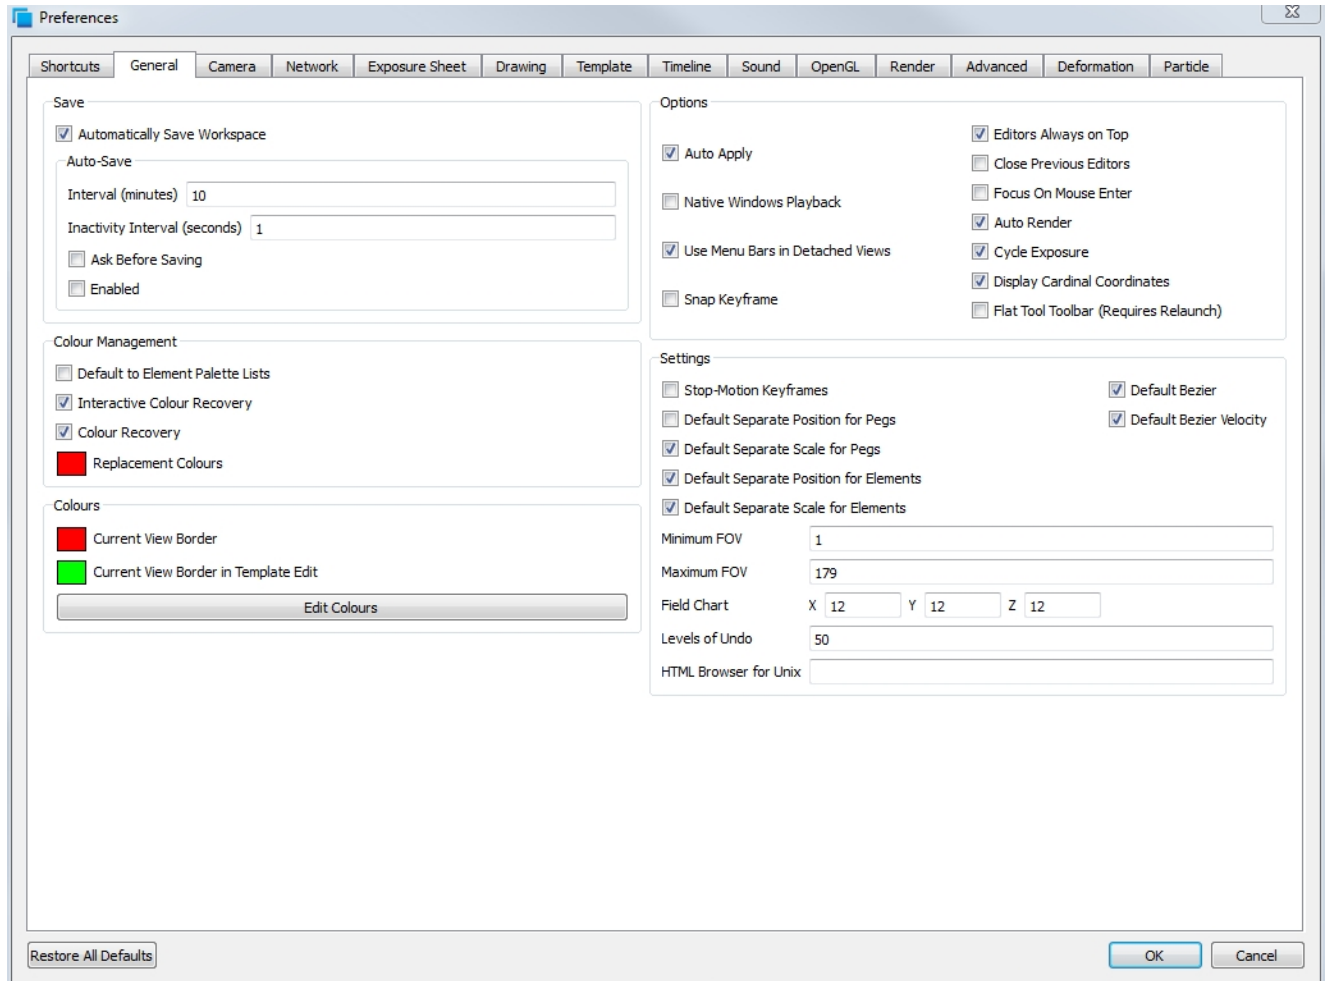 Preferences
Shortcuts General Camera Network Exposure Sheet Drawing Template Timeline Sound OpenGL Render Advanced Deformation Particle
Save
Automatically Save Workspace
Auto-Save
Interval (minutes) 10
Inactivity Interval (seconds) 1
Ask Before Saving
Enabled
Colour Management
Default to Element Palette Lists
Interactive Colour Recovery
Colour Recovery
Replacement Colours
Colours
Current View Border
Current View Border in Template Edit
Edit Colours
Options
Auto Apply
Native Windows Playback
Use Menu Bars in Detached Views
Snap Keyframe
Editors Always on Top
Close Previous Editors
Focus On Mouse Enter
Auto Render
Cycle Exposure
Display Cardinal Coordinates
Flat Tool Toolbar (Requires Relaunch)
Settings
Stop-Motion Keyframes
Default Separate Position for Pegs
Default Separate Scale for Pegs
Default Separate Position for Elements
Default Separate Scale for Elements
Default Bezier
Default Bezier Velocity
Minimum FOV 1
Maximum FOV 179
Field Chart X 12 Y 12 Z 12
Levels of Undo 50
HTML Browser for Unix
Restore All Defaults OK Cancel